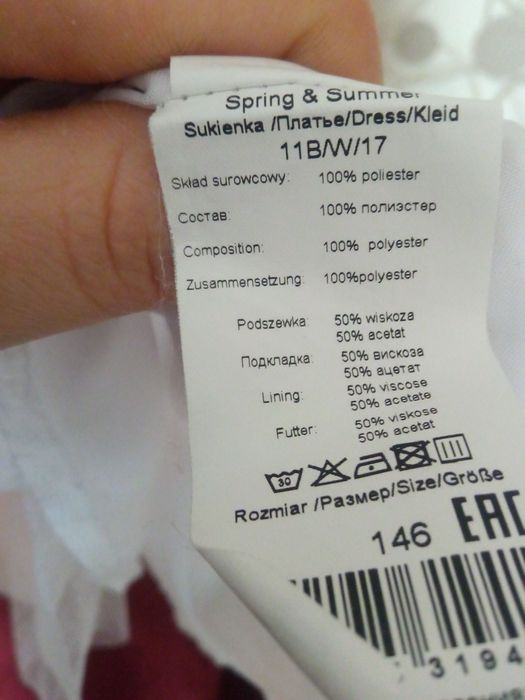 Spring & Summer
Sukienka /Платье/Dress/Kleid
11B/W/17
Skład surowcowy: 100% poliester
Состав: 100% полиэстер
Composition: 100% polyester
Zusammensetzung: 100%polyester
Podszewka: 50% wiskoza
50% acetat
Подкладка: 50% вискоза
50% ацетат
Lining: 50% viscose
50% acetate
Futter: 50% viskose
50% acetat
30
Rozmiar /Размер/Size/Größe
146 EAC
3194